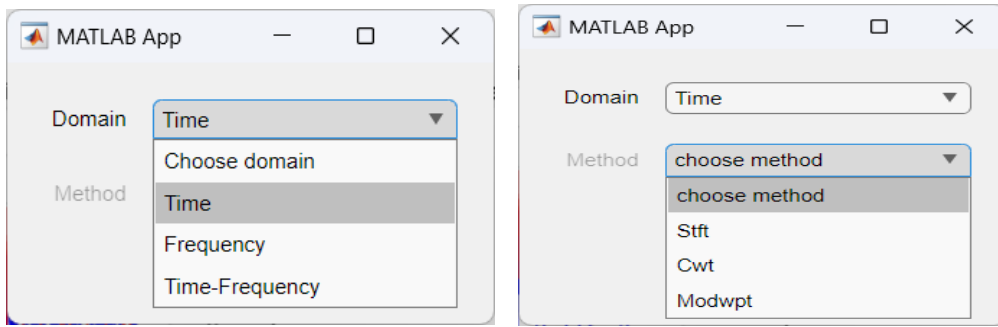 MATLAB App
Domain Time
Choose domain
Time
Method
Frequency
Time-Frequency
MATLAB App
Domain Time
Method choose method
choose method
Stft
Cwt
Modwpt